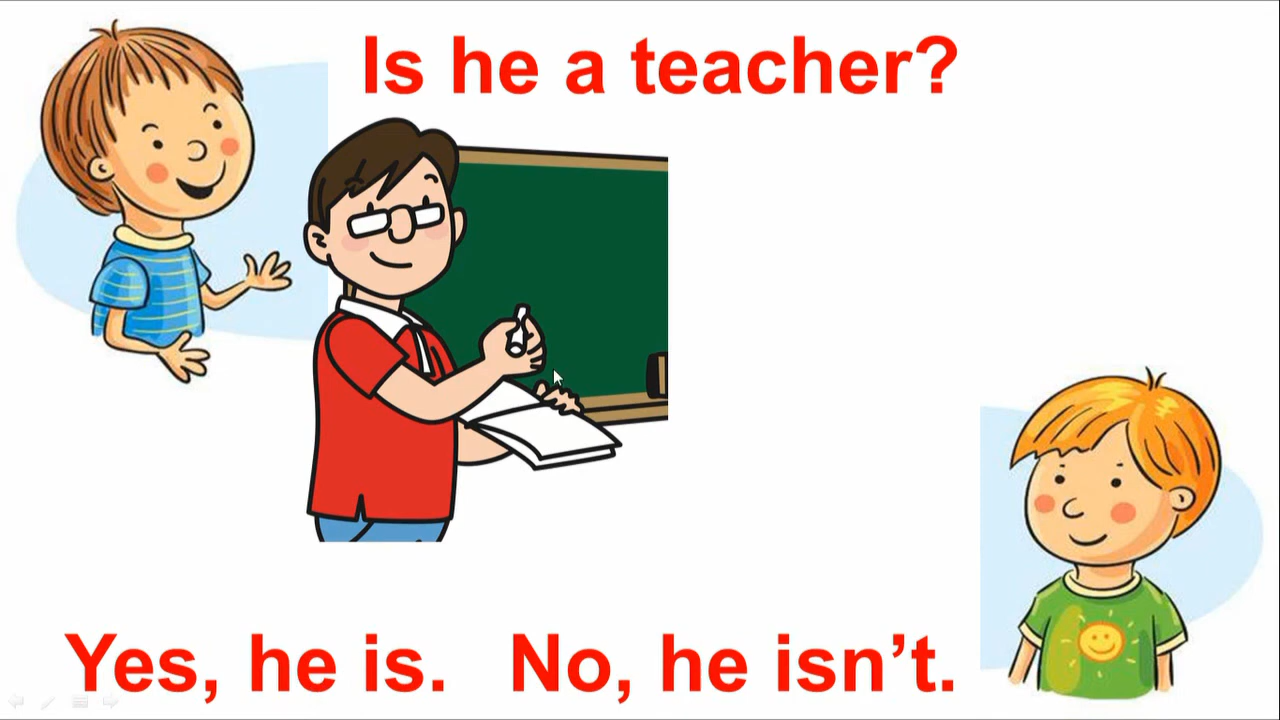 Is he a teacher?
Yes, he is. No, he isn’t.